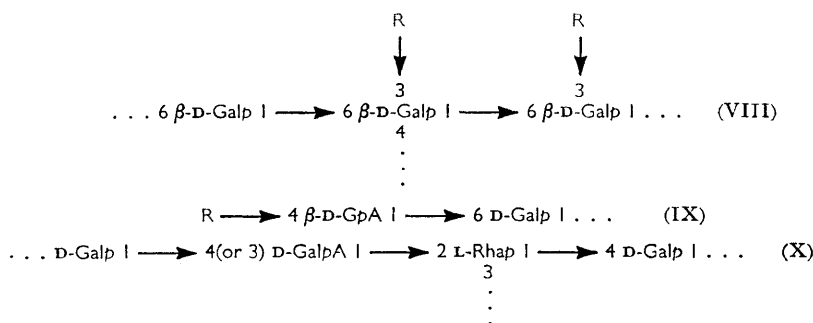 R R
3 3
. . . 6 β-D-Galp 1 → 6 β-D-Galp 1 → 6 β-D-Galp 1 . . . (VIII)
4
R → 4 β-D-GpA 1 → 6 D-Galp 1 . . . (IX)
. . . D-Galp 1 → 4(or 3) D-GalpA 1 → 2 L-Rhap 1 → 4 D-Galp 1 . . . (X)
3